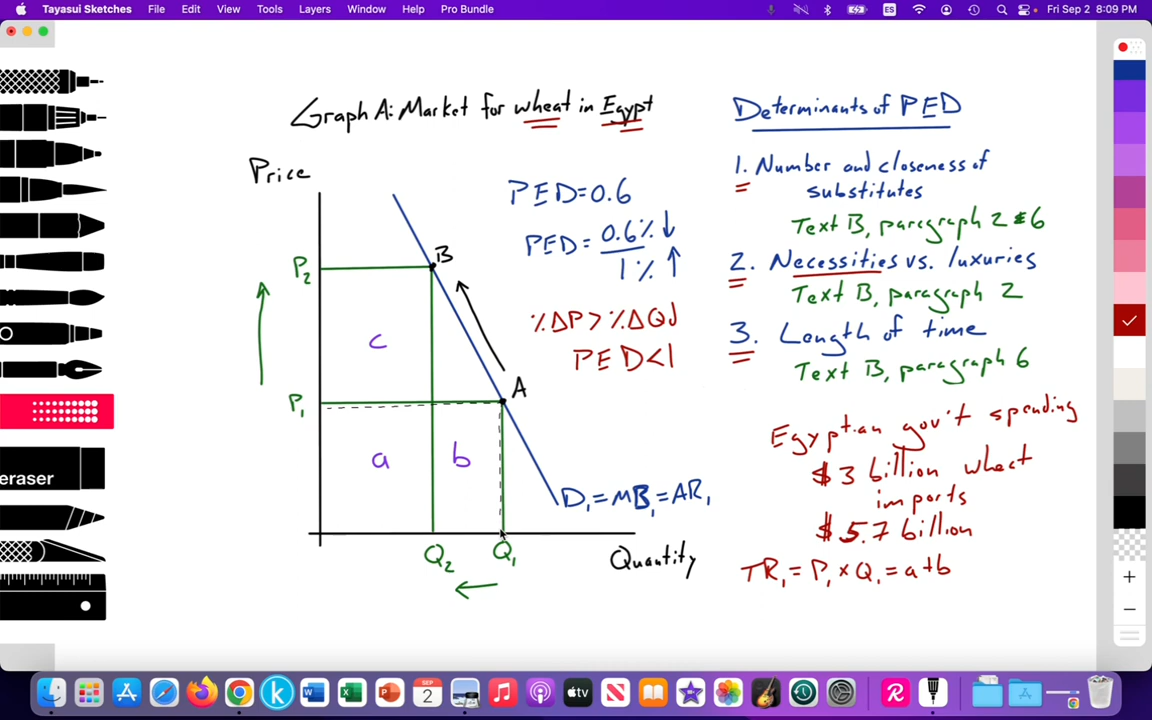 Tayasui Sketches File Edit View Tools Layers Window Help Pro Bundle
ES Fri Sep 2 8:09 PM
Graph A: Market for wheat in Egypt
Determinants of PED
Price
1. Number and closeness of
substitutes
Text B, paragraph 2 & 6
2. Necessities vs. luxuries
Text B, paragraph 2
3. Length of time
Text B, paragraph 6
PED=0.6
PED= 0.6%↓
1%↑
%ΔP>%ΔQd
PED<1
P2
B
c
A
P1
a
b
D1=MB1=AR1
Q2
Q1
Quantity
Egyptian gov't spending
$3 billion wheat
imports
$5.7 billion
TR1=P1×Q1=a+b
eraser
SEP
2
tv